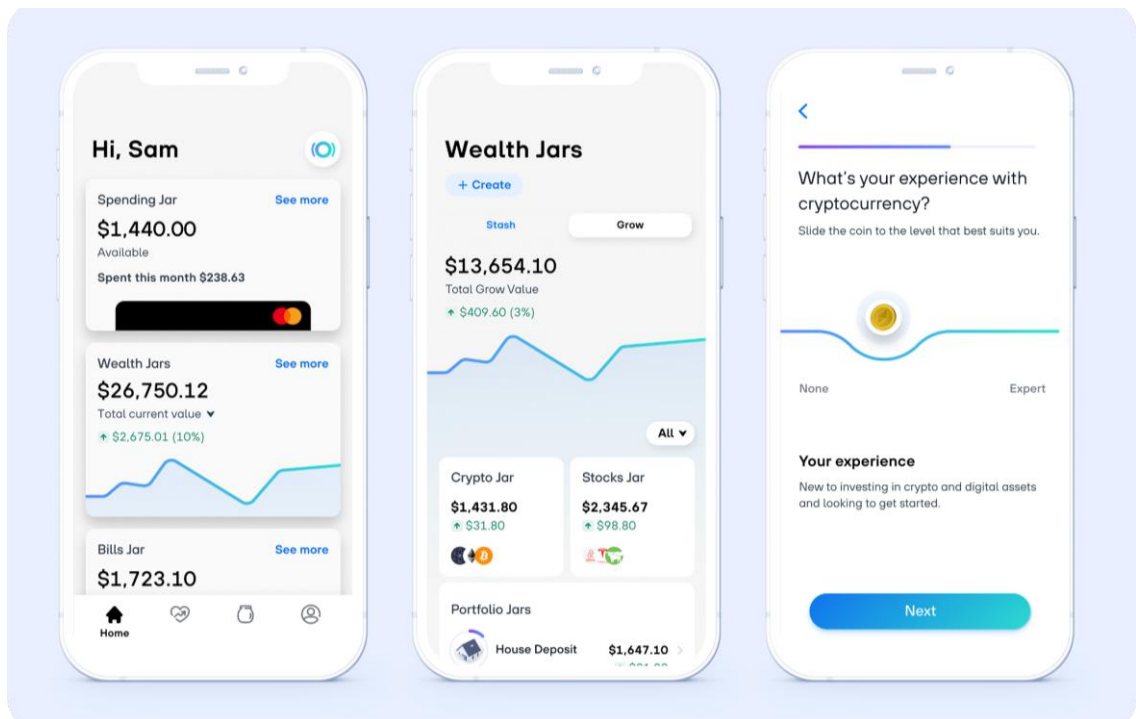 Hi, Sam
Spending Jar See more
$1,440.00
Available
Spent this month $238.63
Wealth Jars See more
$26,750.12
Total current value
$2,675.01 (10%)
Bills Jar See more
$1,723.10
Home
Wealth Jars
+ Create
Stash Grow
$13,654.10
Total Grow Value
$409.60 (3%)
All
Crypto Jar
$1,431.80
$31.80
Stocks Jar
$2,345.67
$98.80
Portfolio Jars
House Deposit $1,647.10
What's your experience with
cryptocurrency?
Slide the coin to the level that best suits you.
None Expert
Your experience
New to investing in crypto and digital assets
and looking to get started.
Next